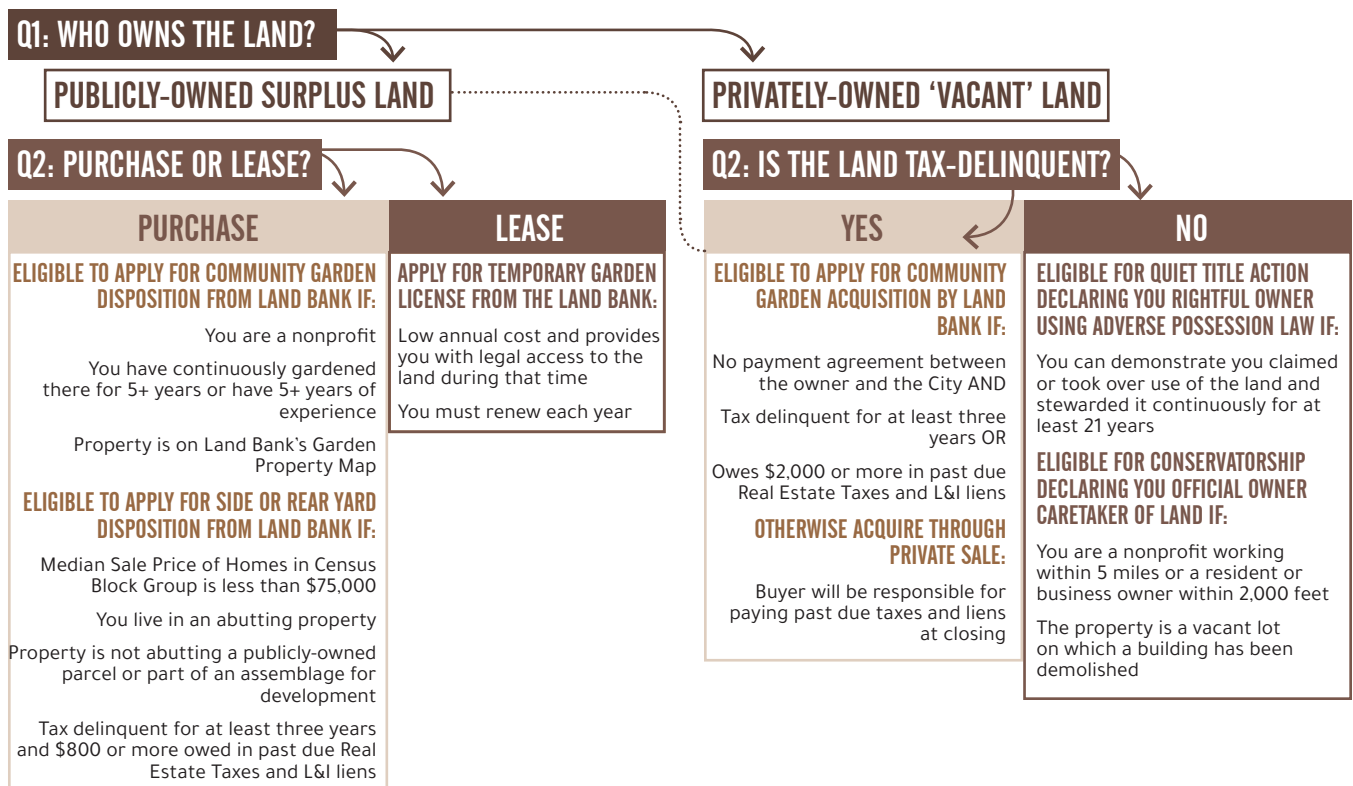 Q1: WHO OWNS THE LAND?
PUBLICLY-OWNED SURPLUS LAND
PRIVATELY-OWNED ‘VACANT’ LAND
Q2: PURCHASE OR LEASE?
PURCHASE
ELIGIBLE TO APPLY FOR COMMUNITY GARDEN
DISPOSITION FROM LAND BANK IF:
You are a nonprofit
You have continuously gardened
there for 5+ years or have 5+ years of
experience
Property is on Land Bank’s Garden
Property Map
ELIGIBLE TO APPLY FOR SIDE OR REAR YARD
DISPOSITION FROM LAND BANK IF:
Median Sale Price of Homes in Census
Block Group is less than $75,000
You live in an abutting property
Property is not abutting a publicly-owned
parcel or part of an assemblage for
development
Tax delinquent for at least three years
and $800 or more owed in past due Real
Estate Taxes and L&I liens
LEASE
APPLY FOR TEMPORARY GARDEN
LICENSE FROM THE LAND BANK:
Low annual cost and provides
you with legal access to the
land during that time
You must renew each year
Q2: IS THE LAND TAX-DELINQUENT?
YES
ELIGIBLE TO APPLY FOR COMMUNITY
GARDEN ACQUISITION BY LAND
BANK IF:
No payment agreement between
the owner and the City AND
Tax delinquent for at least three
years OR
Owes $2,000 or more in past due
Real Estate Taxes and L&I liens
OTHERWISE ACQUIRE THROUGH
PRIVATE SALE:
Buyer will be responsible for
paying past due taxes and liens
at closing
NO
ELIGIBLE FOR QUIET TITLE ACTION
DECLARING YOU RIGHTFUL OWNER
USING ADVERSE POSSESSION LAW IF:
You can demonstrate you claimed
or took over use of the land and
stewarded it continuously for at
least 21 years
ELIGIBLE FOR CONSERVATORSHIP
DECLARING YOU OFFICIAL OWNER
CARETAKER OF LAND IF:
You are a nonprofit working
within 5 miles or a resident or
business owner within 2,000 feet
The property is a vacant lot
on which a building has been
demolished